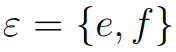 ε = {e, f}